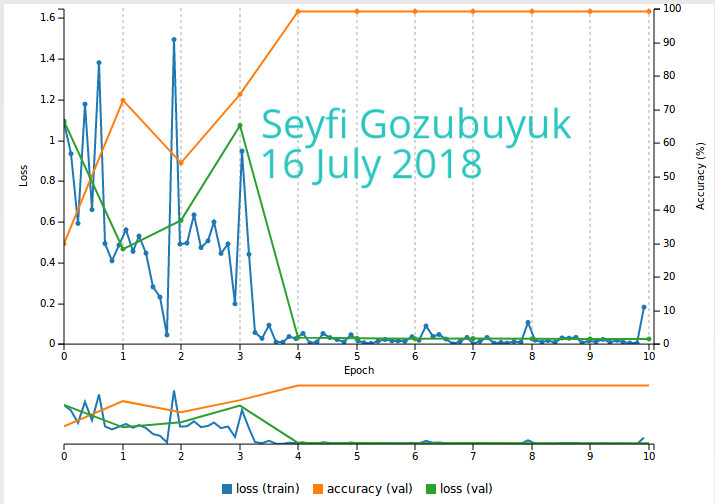 1.6
1.4
1.2
1
0.8
0.6
0.4
0.2
0
Loss
100
90
80
70
60
50
40
30
20
10
0
Accuracy (%)
Seyfi Gozubuyuk
16 July 2018
0 1 2 3 4 5 6 7 8 9 10
Epoch
0 1 2 3 4 5 6 7 8 9 10
loss (train) accuracy (val) loss (val)